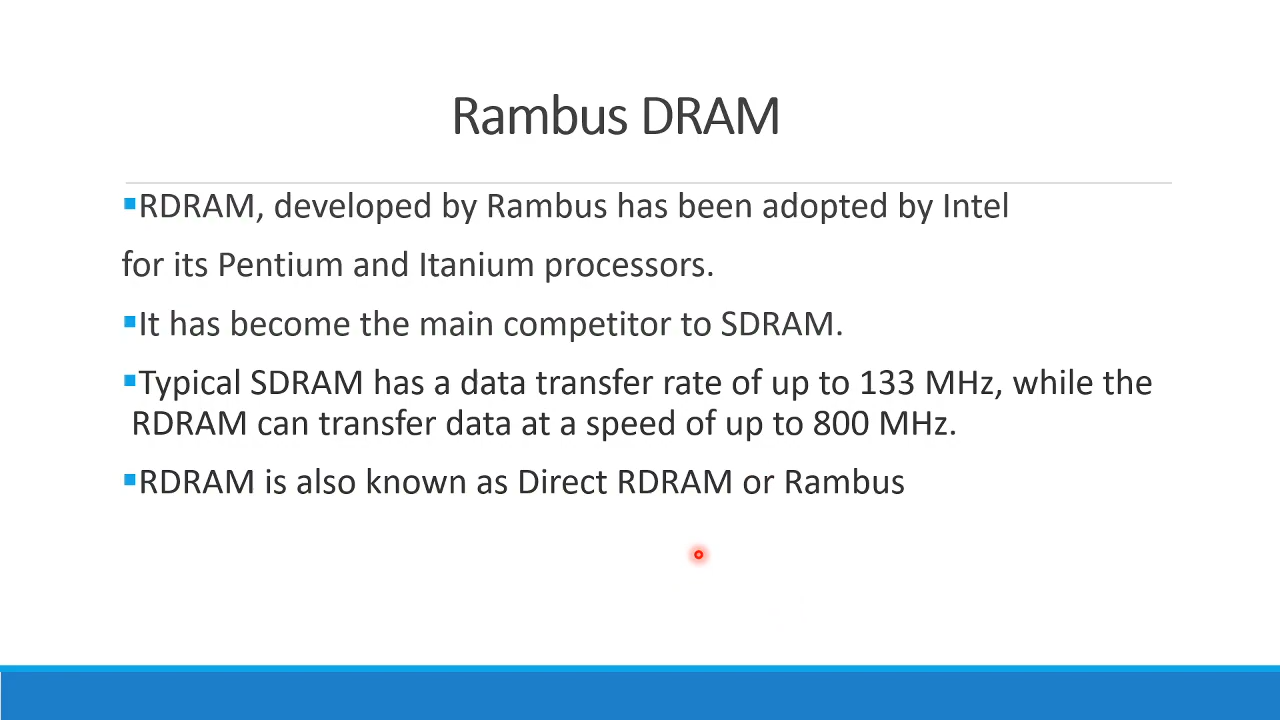 Rambus DRAM
▪RDRAM, developed by Rambus has been adopted by Intel
for its Pentium and Itanium processors.
▪It has become the main competitor to SDRAM.
▪Typical SDRAM has a data transfer rate of up to 133 MHz, while the
RDRAM can transfer data at a speed of up to 800 MHz.
▪RDRAM is also known as Direct RDRAM or Rambus